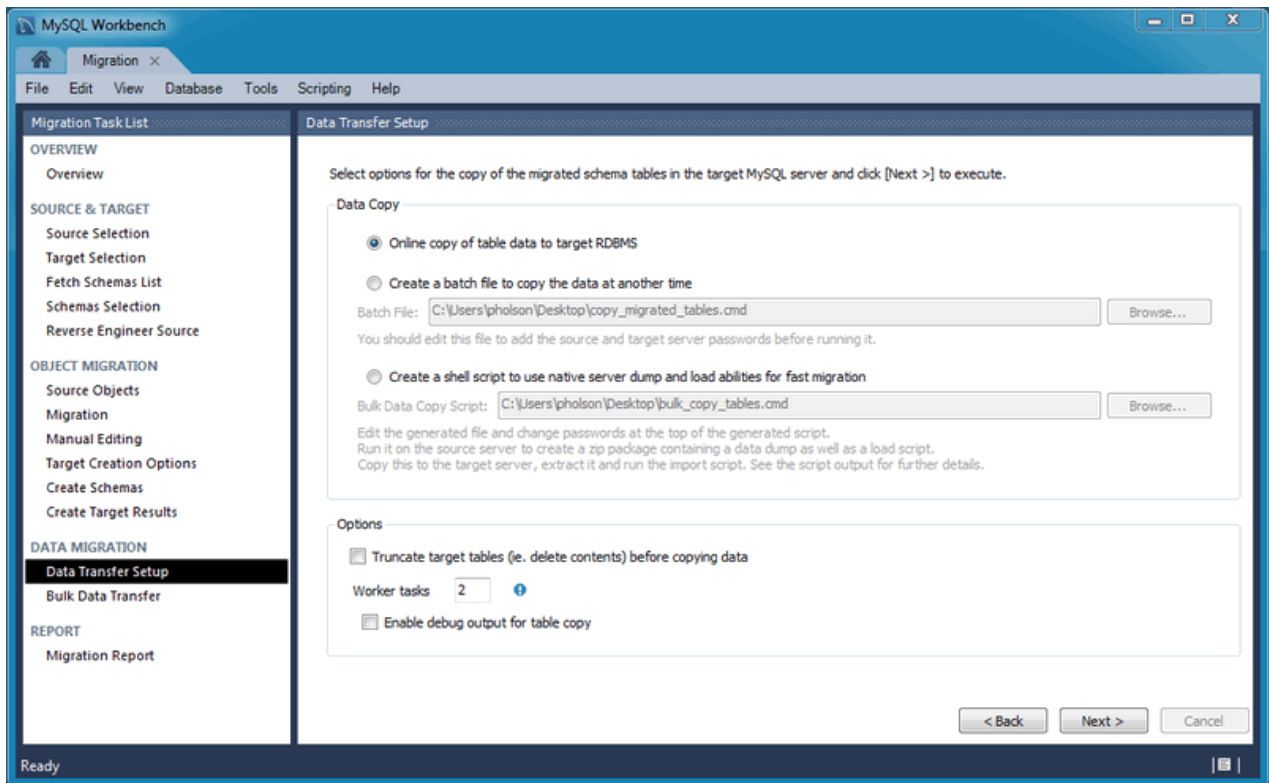 MySQL Workbench
Migration
File Edit View Database Tools Scripting Help
Migration Task List
OVERVIEW
Overview
SOURCE & TARGET
Source Selection
Target Selection
Fetch Schemas List
Schemas Selection
Reverse Engineer Source
OBJECT MIGRATION
Source Objects
Migration
Manual Editing
Target Creation Options
Create Schemas
Create Target Results
DATA MIGRATION
Data Transfer Setup
Bulk Data Transfer
REPORT
Migration Report
Data Transfer Setup
Select options for the copy of the migrated schema tables in the target MySQL server and click [Next >] to execute.
Data Copy
Online copy of table data to target RDBMS
Create a batch file to copy the data at another time
Batch File: C:\Users\pholson\Desktop\copy_migrated_tables.cmd Browse...
You should edit this file to add the source and target server passwords before running it.
Create a shell script to use native server dump and load abilities for fast migration
Bulk Data Copy Script: C:\Users\pholson\Desktop\bulk_copy_tables.cmd Browse...
Edit the generated file and change passwords at the top of the generated script.
Run it on the source server to create a zip package containing a data dump as well as a load script.
Copy this to the target server, extract it and run the import script. See the script output for further details.
Options
Truncate target tables (ie. delete contents) before copying data
Worker tasks 2
Enable debug output for table copy
< Back Next > Cancel
Ready